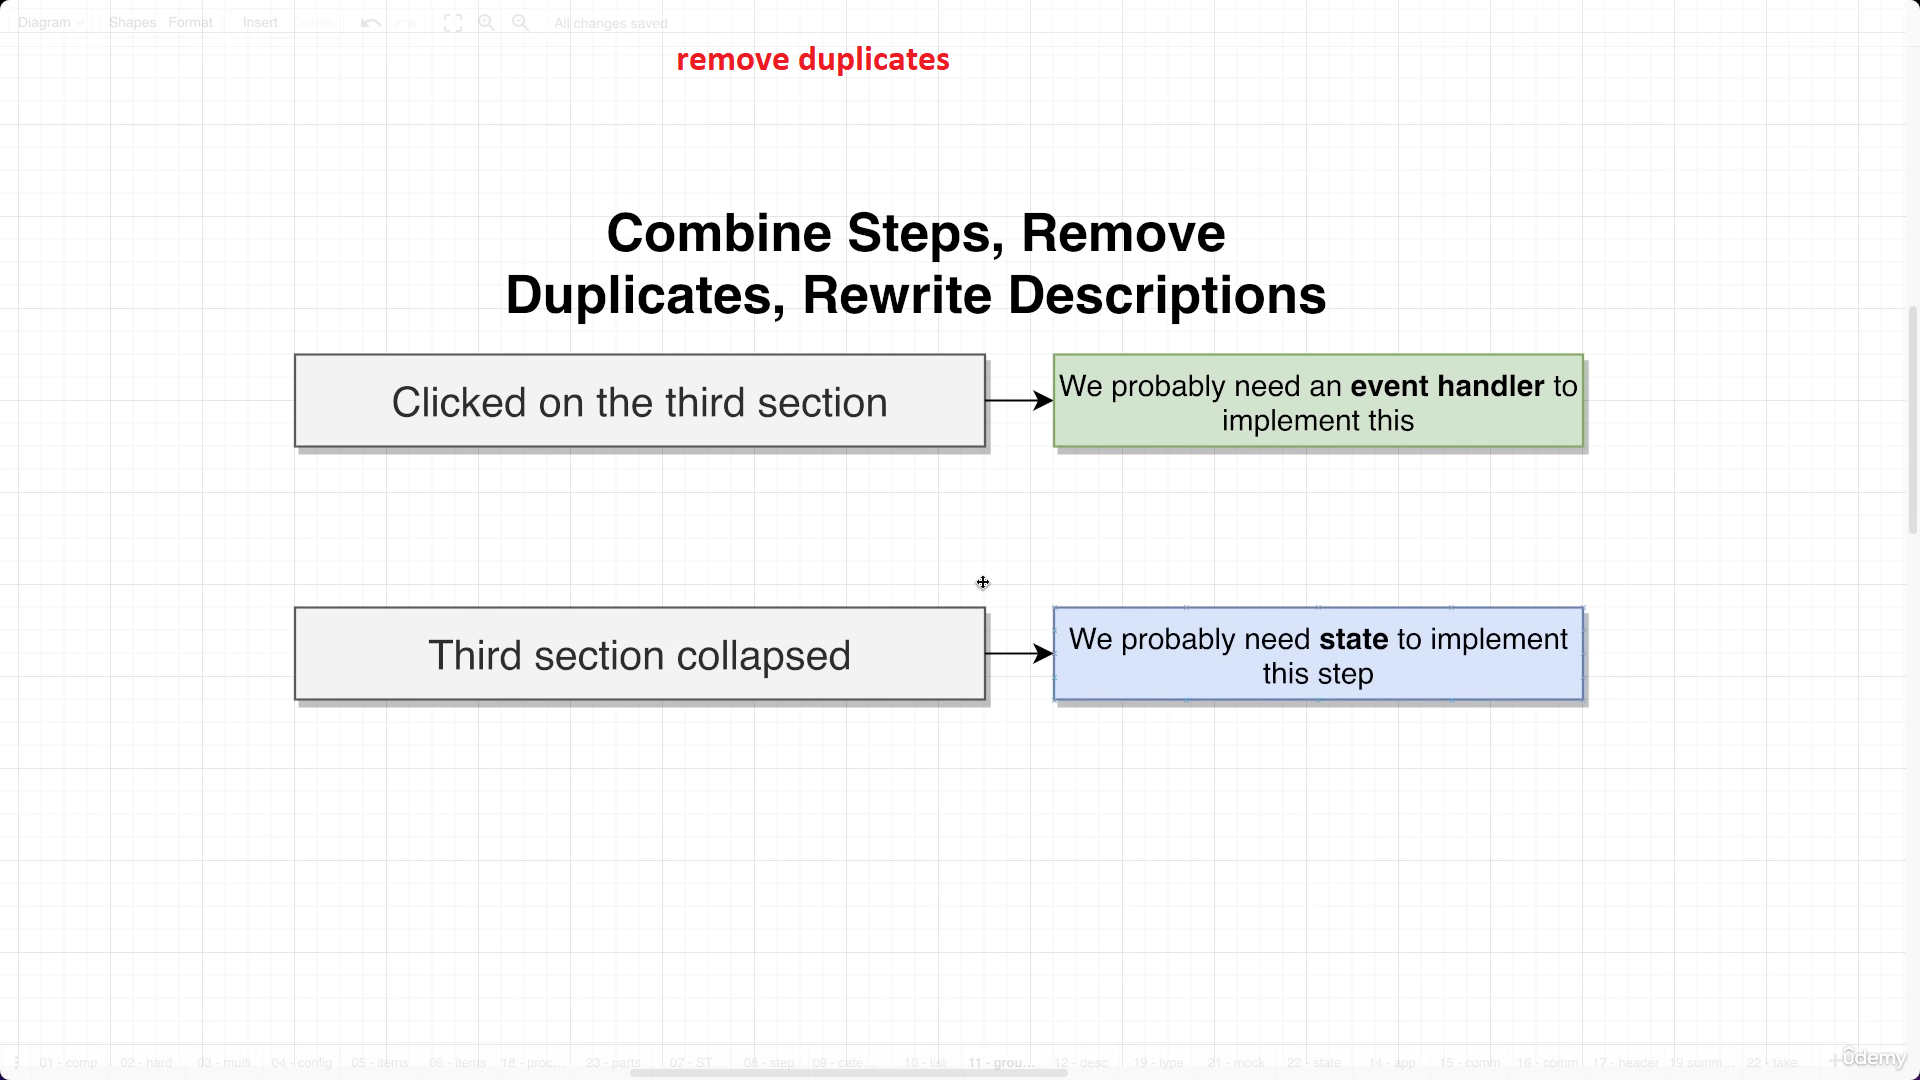 Diagram Shapes Format Insert Delete All changes saved
remove duplicates
Combine Steps, Remove
Duplicates, Rewrite Descriptions
Clicked on the third section
We probably need an event handler to
implement this
Third section collapsed
We probably need state to implement
this step
01 - comp 02 - hard 03 - multi 04 - config 05 - items 06 - items 18 - proc... 23 - parts 07 - ST 08 - step 09 - cate... 10 - list 11 - grou... 12 - desc 19 - type 21 - mock 22 - state 14 - app 15 - comm 16 - comm 17 - header 19 summ... 22 - take...
ûdemy